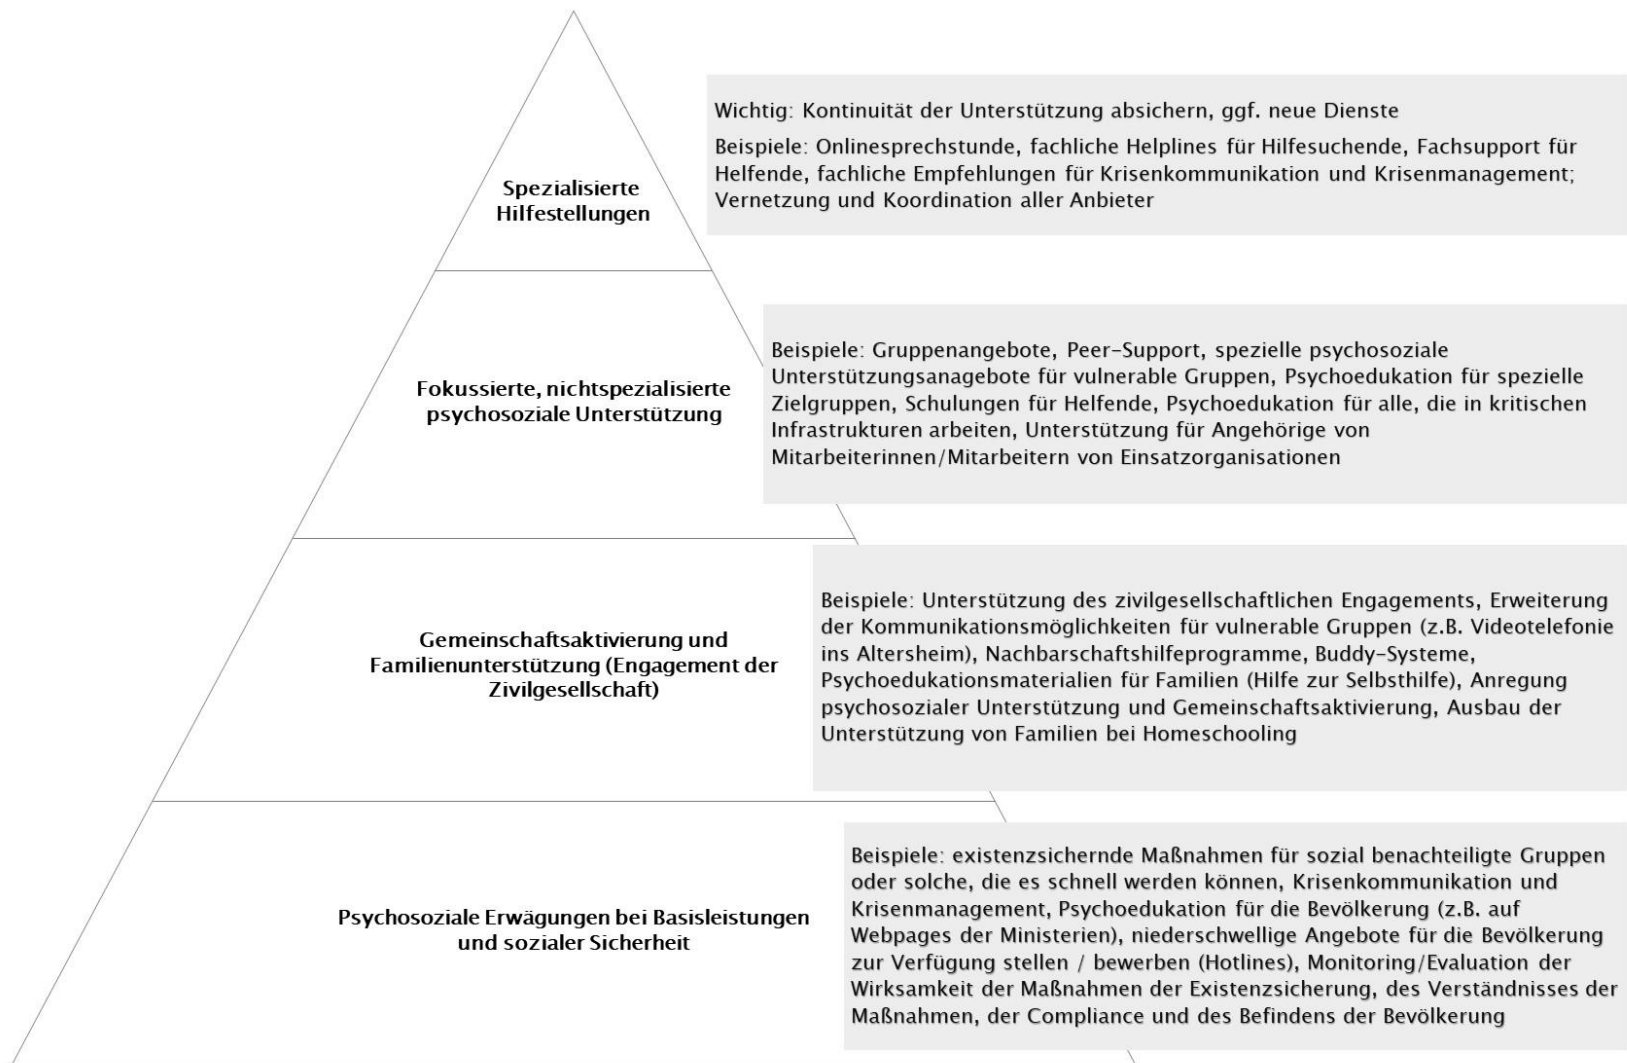 Wichtig: Kontinuität der Unterstützung absichern, ggf. neue Dienste
Beispiele: Onlinesprechstunde, fachliche Helplines für Hilfesuchende, Fachsupport für
Helfende, fachliche Empfehlungen für Krisenkommunikation und Krisenmanagement;
Vernetzung und Koordination aller Anbieter
Spezialisierte
Hilfestellungen
Beispiele: Gruppenangebote, Peer-Support, spezielle psychosoziale
Unterstützungsanagebote für vulnerable Gruppen, Psychoedukation für spezielle
Zielgruppen, Schulungen für Helfende, Psychoedukation für alle, die in kritischen
Infrastrukturen arbeiten, Unterstützung für Angehörige von
Mitarbeiterinnen/Mitarbeitern von Einsatzorganisationen
Fokussierte, nichtspezialisierte
psychosoziale Unterstützung
Beispiele: Unterstützung des zivilgesellschaftlichen Engagements, Erweiterung
der Kommunikationsmöglichkeiten für vulnerable Gruppen (z.B. Videotelefonie
ins Altersheim), Nachbarschaftshilfeprogramme, Buddy-Systeme,
Psychoedukationsmaterialien für Familien (Hilfe zur Selbsthilfe), Anregung
psychosozialer Unterstützung und Gemeinschaftsaktivierung, Ausbau der
Unterstützung von Familien bei Homeschooling
Gemeinschaftsaktivierung und
Familienunterstützung (Engagement der
Zivilgesellschaft)
Beispiele: existenzsichernde Maßnahmen für sozial benachteiligte Gruppen
oder solche, die es schnell werden können, Krisenkommunikation und
Krisenmanagement, Psychoedukation für die Bevölkerung (z.B. auf
Webpages der Ministerien), niederschwellige Angebote für die Bevölkerung
zur Verfügung stellen / bewerben (Hotlines), Monitoring/Evaluation der
Wirksamkeit der Maßnahmen der Existenzsicherung, des Verständnisses der
Maßnahmen, der Compliance und des Befindens der Bevölkerung
Psychosoziale Erwägungen bei Basisleistungen
und sozialer Sicherheit